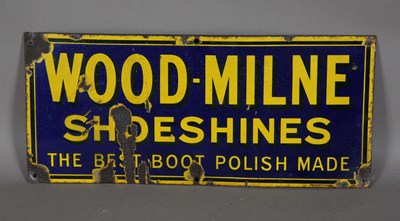 WOOD-MILNE
SHOESHINES
THE BEST BOOT POLISH MADE